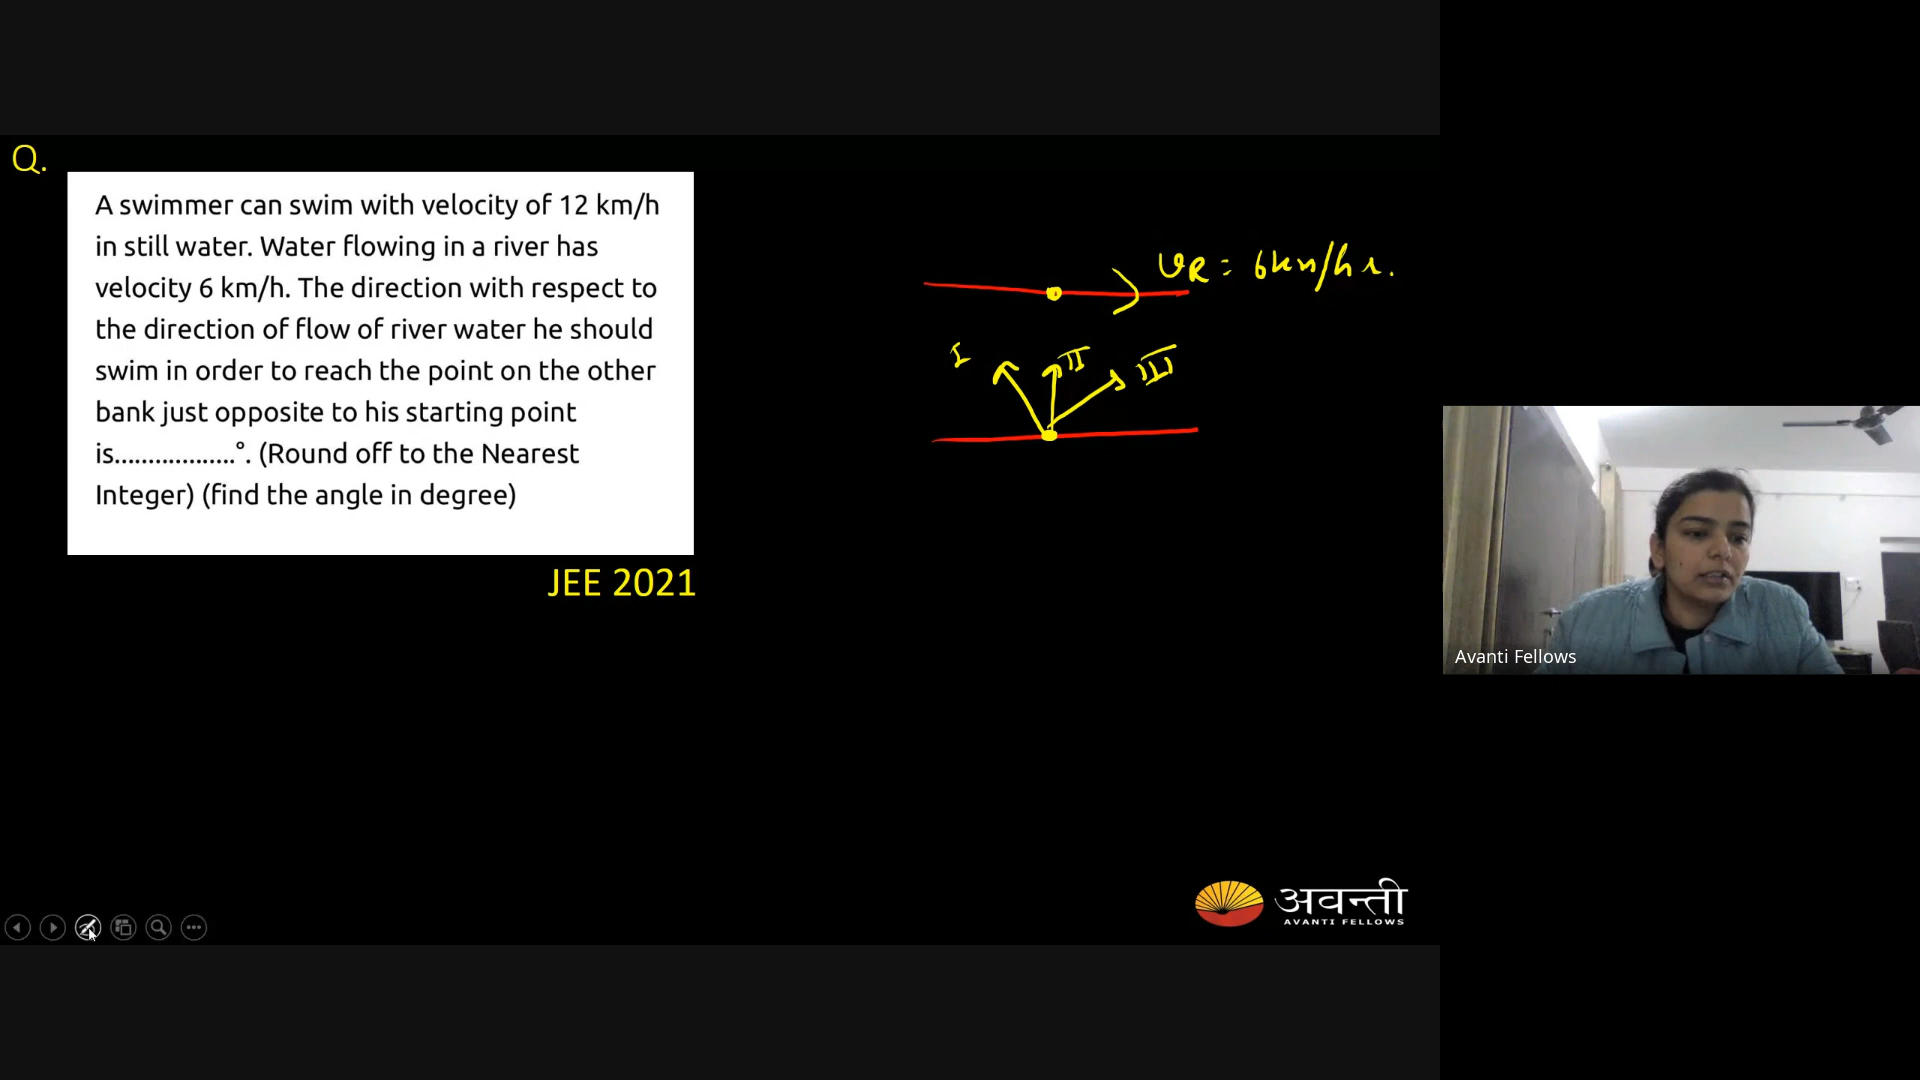 Q.
A swimmer can swim with velocity of 12 km/h
in still water. Water flowing in a river has
velocity 6 km/h. The direction with respect to
the direction of flow of river water he should
swim in order to reach the point on the other
bank just opposite to his starting point
is..................°. (Round off to the Nearest
Integer) (find the angle in degree)
JEE 2021
VR = 6km/hr.
I
II
III
Avanti Fellows
अवन्ती
AVANTI FELLOWS